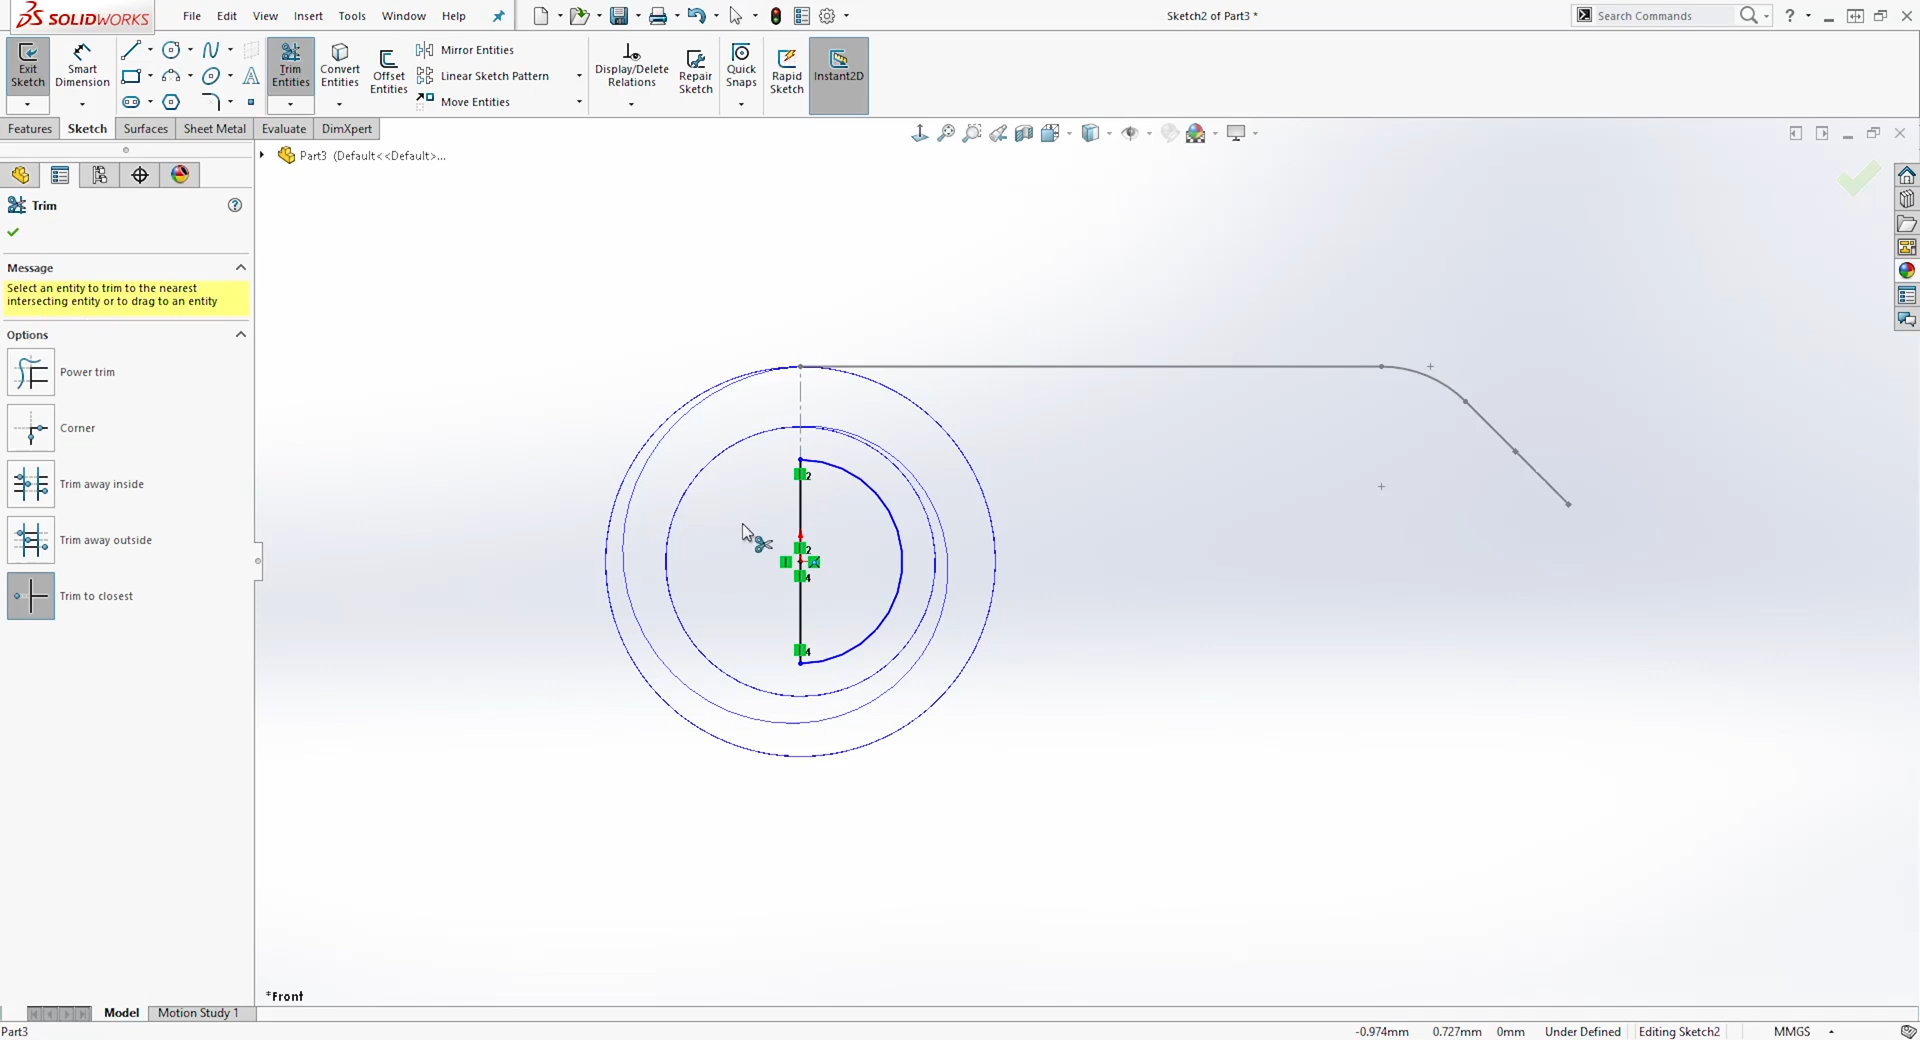 SOLIDWORKS
File Edit View Insert Tools Window Help
Sketch2 of Part3 *
Search Commands
?
Exit Sketch
Smart Dimension
Trim Entities
Convert Entities
Offset Entities
Mirror Entities
Linear Sketch Pattern
Move Entities
Display/Delete Relations
Repair Sketch
Quick Snaps
Rapid Sketch
Instant2D
Features Sketch Surfaces Sheet Metal Evaluate DimXpert
Part3 (Default<<Default>...
Trim
?
Message
Select an entity to trim to the nearest
intersecting entity or to drag to an entity
Options
Power trim
Corner
Trim away inside
Trim away outside
Trim to closest
2
2
4
4
*Front
Model Motion Study 1
Part3
-0.974mm 0.727mm 0mm Under Defined Editing Sketch2 MMGS